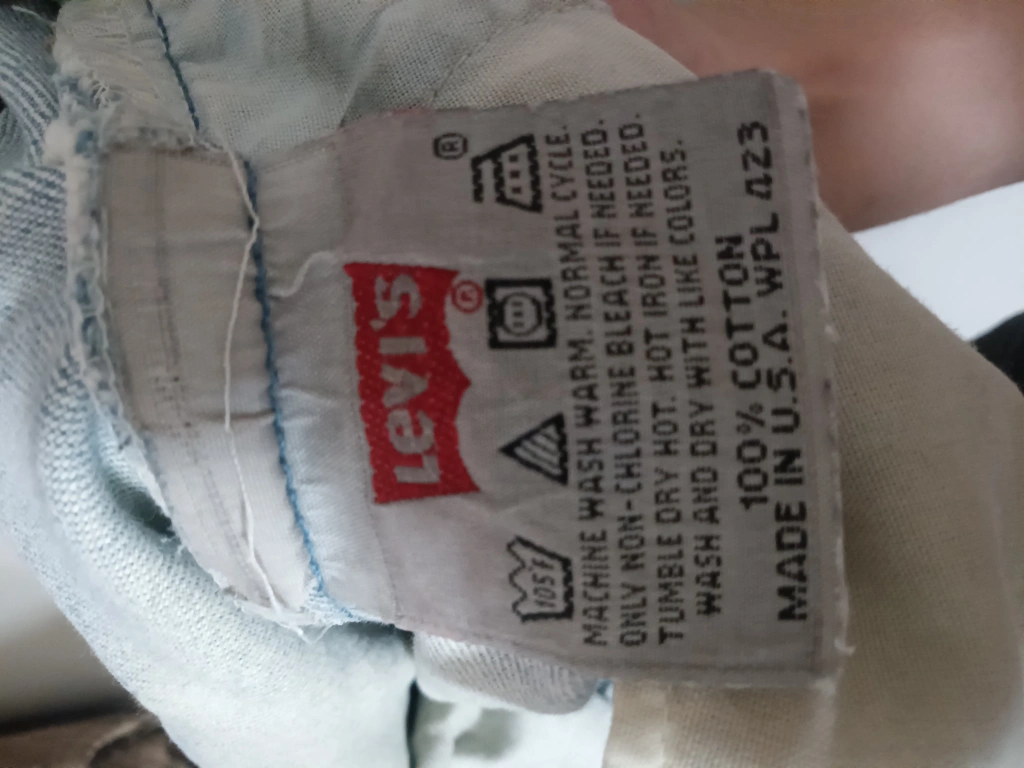 ®
LEVI'S ®
105F
MACHINE WASH WARM. NORMAL CYCLE.
ONLY NON-CHLORINE BLEACH IF NEEDED.
TUMBLE DRY HOT. HOT IRON IF NEEDED.
WASH AND DRY WITH LIKE COLORS.
100% COTTON
MADE IN U.S.A. WPL 423